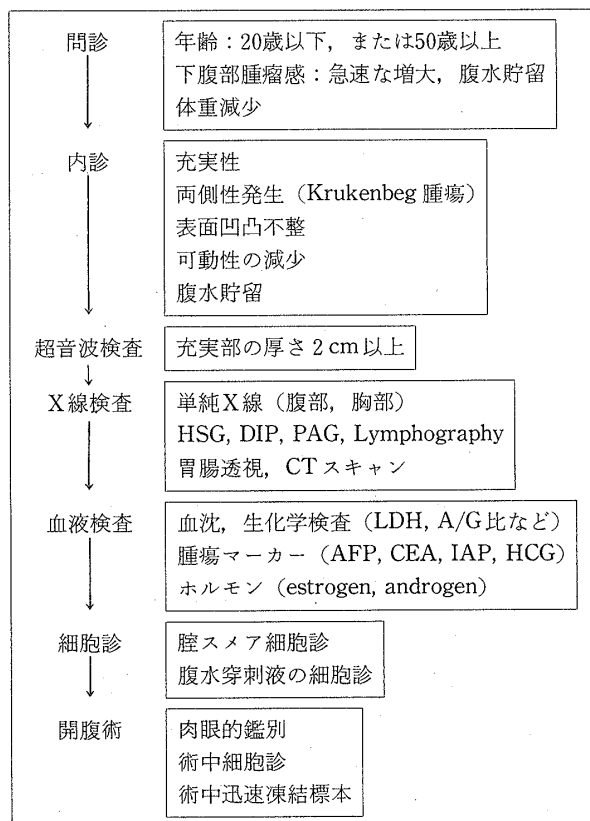 問診
年齢：20歳以下，または50歳以上
下腹部腫瘤感：急速な増大，腹水貯留
体重減少
内診
充実性
両側性発生（Krukenbeg 腫瘍）
表面凹凸不整
可動性の減少
腹水貯留
超音波検査
充実部の厚さ2cm以上
X線検査
単純X線（腹部，胸部）
HSG, DIP, PAG, Lymphography
胃腸透視，CTスキャン
血液検査
血沈，生化学検査（LDH, A/G比など）
腫瘍マーカー（AFP, CEA, IAP, HCG）
ホルモン（estrogen, androgen）
細胞診
腟スメア細胞診
腹水穿刺液の細胞診
開腹術
肉眼的鑑別
術中細胞診
術中迅速凍結標本